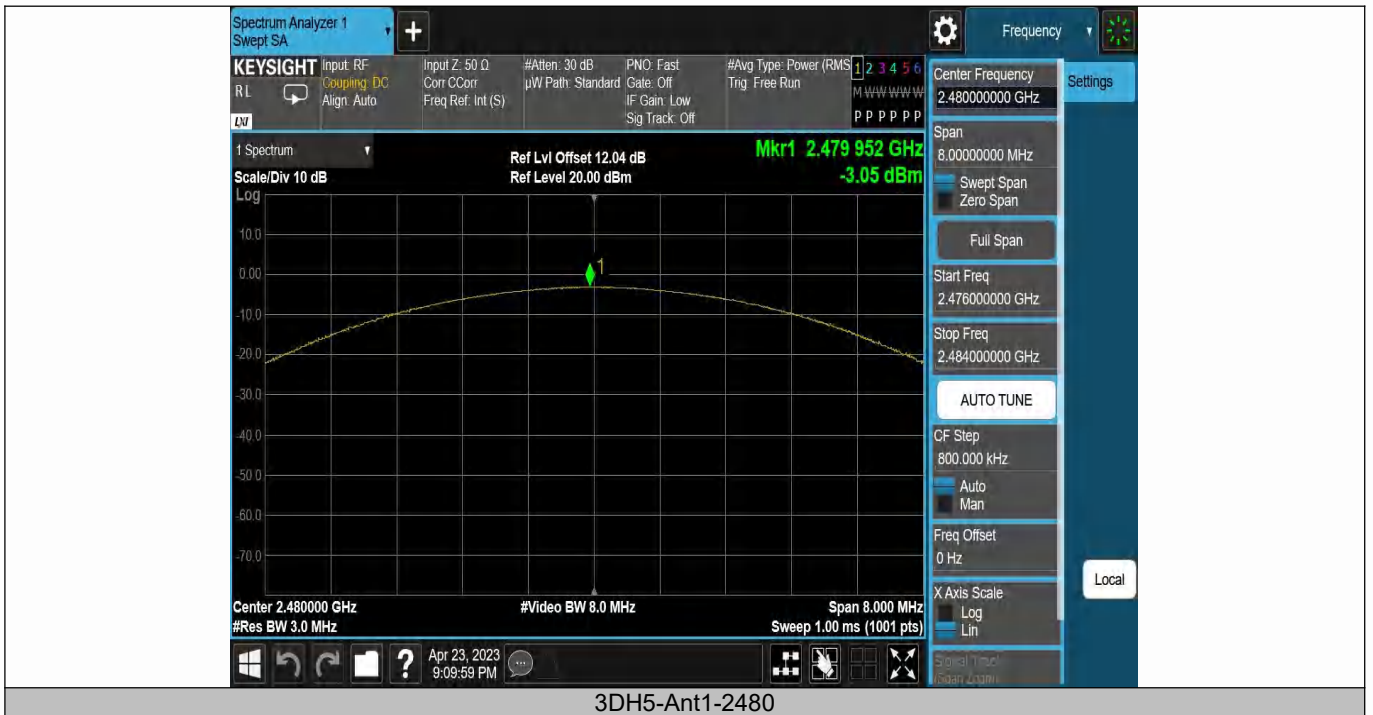 Spectrum Analyzer 1
Swept SA
+
Frequency
KEYSIGHT
RL
LXI
Input: RF
Coupling: DC
Align: Auto
Input Z: 50 Ω
Corr CCorr
Freq Ref: Int (S)
#Atten: 30 dB
µW Path: Standard
PNO: Fast
Gate: Off
IF Gain: Low
Sig Track: Off
#Avg Type: Power (RMS
Trig: Free Run
1 2 3 4 5 6
M W W W W W
P P P P P P
1 Spectrum
Scale/Div 10 dB
Ref Lvl Offset 12.04 dB
Ref Level 20.00 dBm
Mkr1 2.479 952 GHz
-3.05 dBm
Log
10.0
0.00
-10.0
-20.0
-30.0
-40.0
-50.0
-60.0
-70.0
1
Center 2.480000 GHz
#Res BW 3.0 MHz
#Video BW 8.0 MHz
Span 8.000 MHz
Sweep 1.00 ms (1001 pts)
Center Frequency
2.480000000 GHz
Settings
Span
8.00000000 MHz
Swept Span
Zero Span
Full Span
Start Freq
2.476000000 GHz
Stop Freq
2.484000000 GHz
AUTO TUNE
CF Step
800.000 kHz
Auto
Man
Freq Offset
0 Hz
X Axis Scale
Log
Lin
Signal Track
(Span Zoom)
Local
?
Apr 23, 2023
9:09:59 PM
3DH5-Ant1-2480